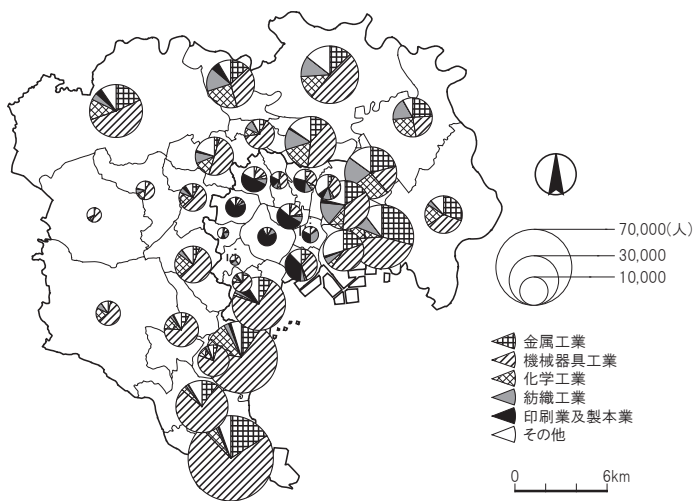 70,000(人)
30,000
10,000
金属工業
機械器具工業
化学工業
紡織工業
印刷業及製本業
その他
0 6km